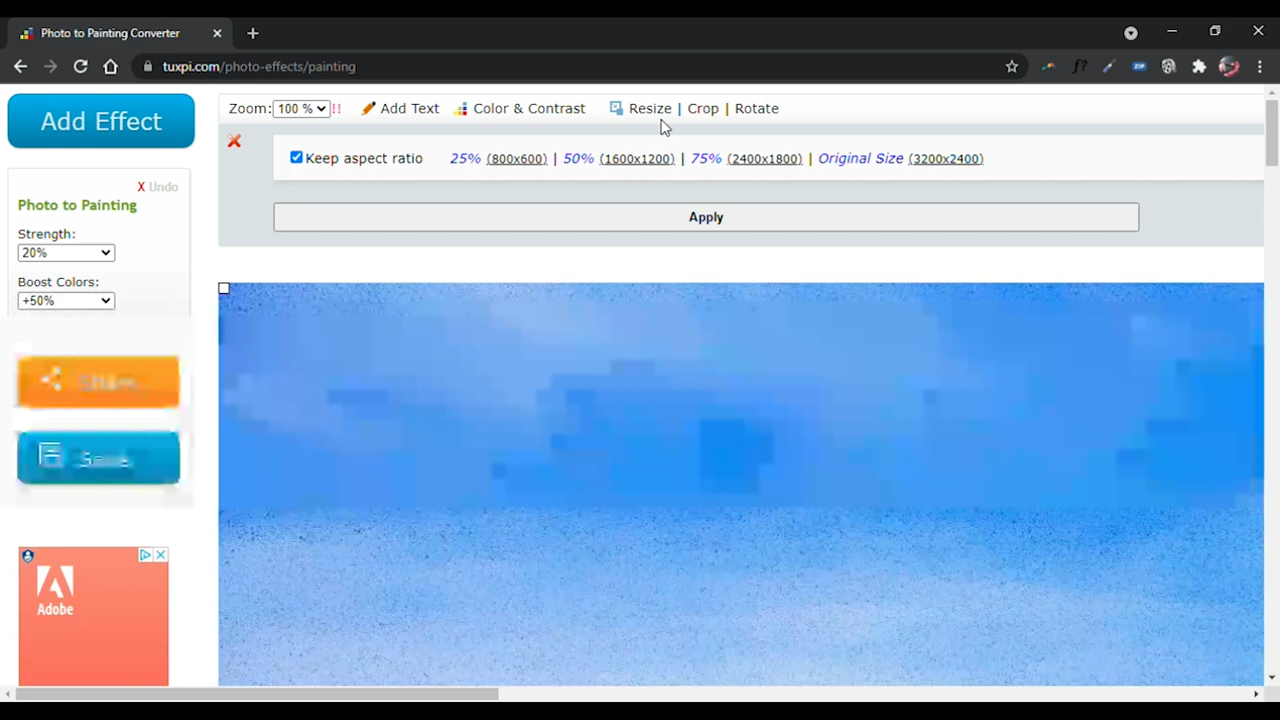 Photo to Painting Converter
tuxpi.com/photo-effects/painting
Add Effect
Zoom: 100 % !! Add Text Color & Contrast Resize | Crop | Rotate
Keep aspect ratio 25% (800x600) | 50% (1600x1200) | 75% (2400x1800) | Original Size (3200x2400)
Apply
X Undo
Photo to Painting
Strength:
20%
Boost Colors:
+50%
Save
Adobe
f?
ZIP